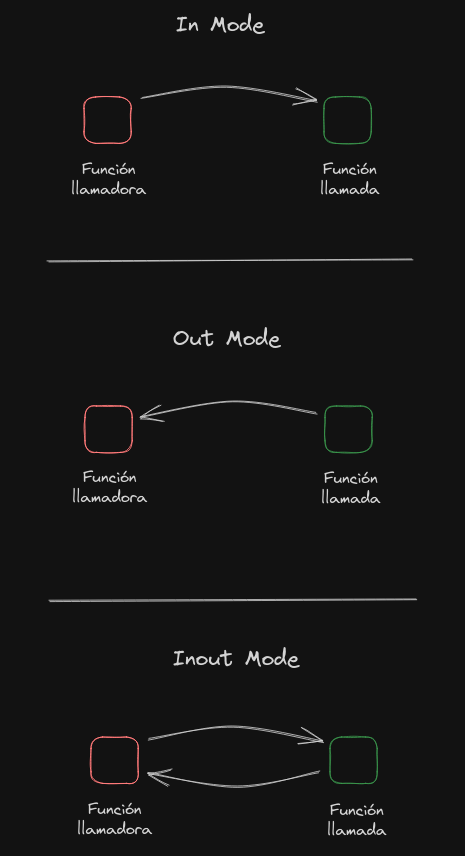 In Mode
Función
llamadora
Función
llamada
Out Mode
Función
llamadora
Función
llamada
Inout Mode
Función
llamadora
Función
llamada